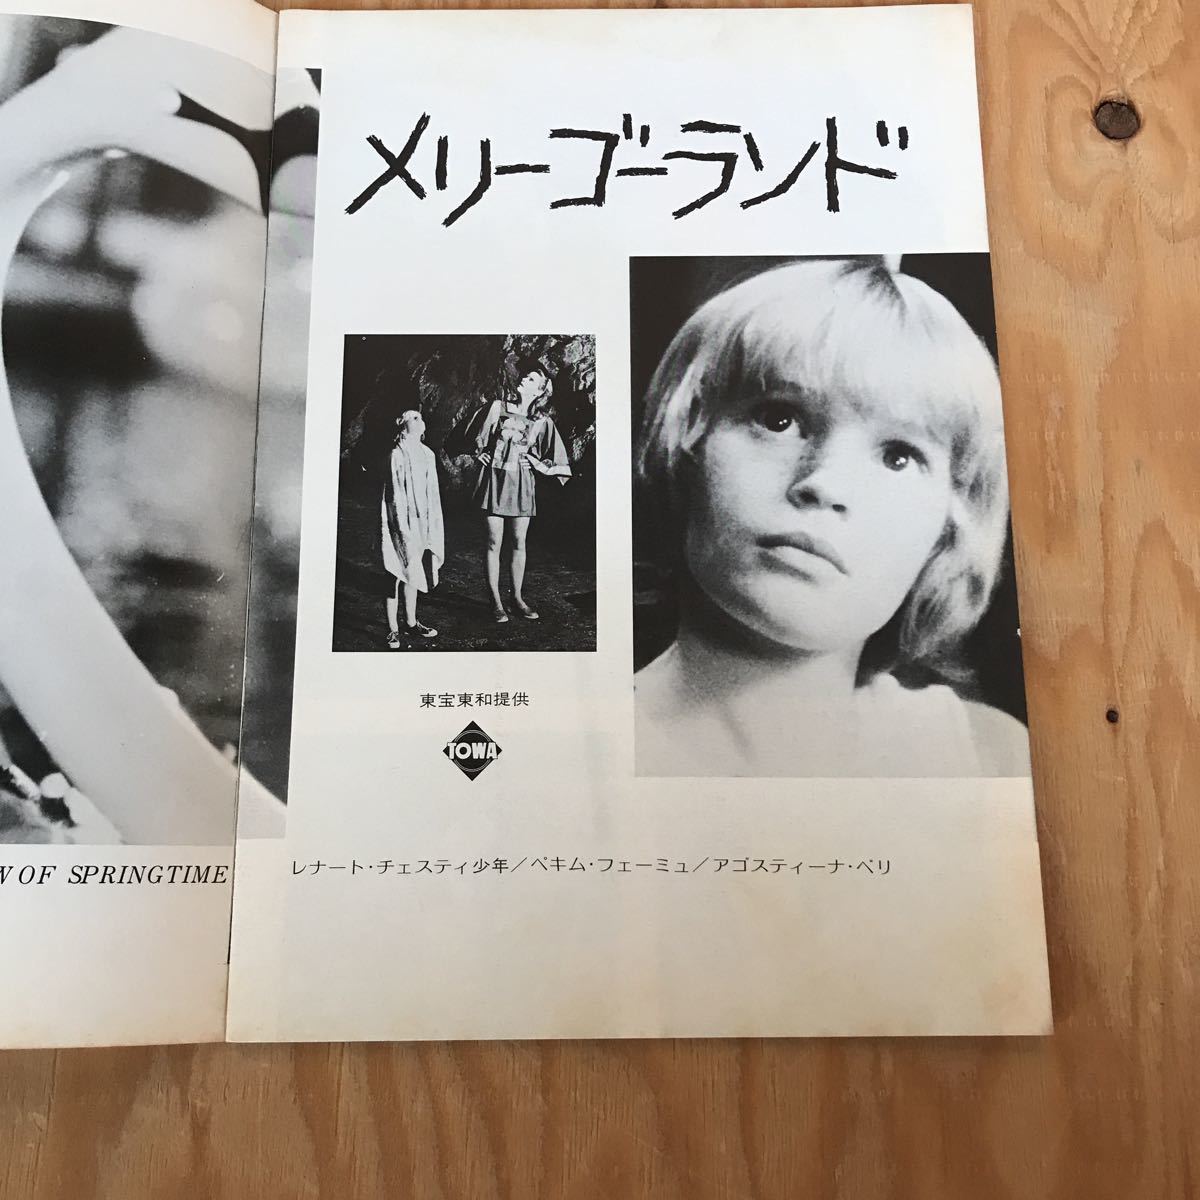 メリーゴーランド
東宝東和提供
TOWA
OF SPRINGTIME
レナート・チェスティ少年／ベキム・フェーミュ／アゴスティーナ・ベリ